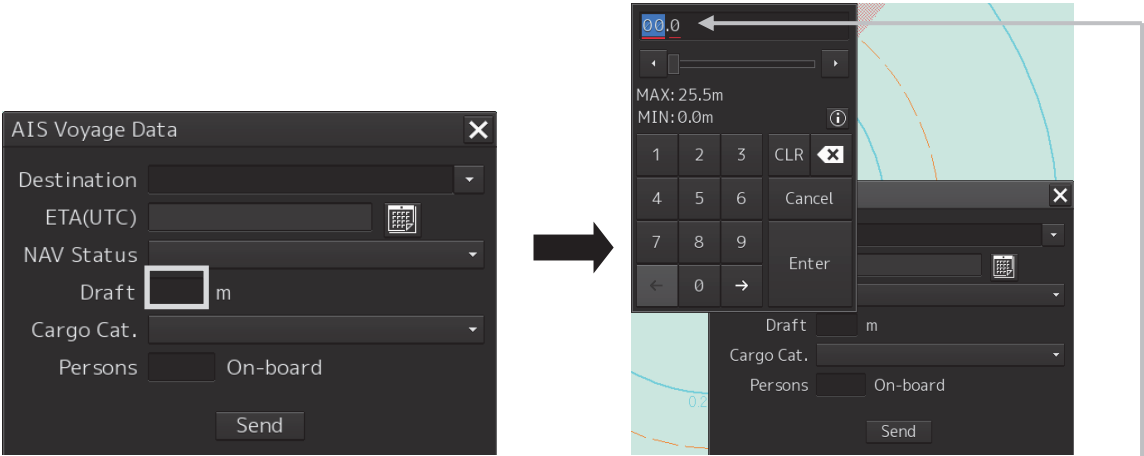 AIS Voyage Data
Destination
ETA(UTC)
NAV Status
Draft m
Cargo Cat.
Persons On-board
Send
00.0
MAX: 25.5m
MIN: 0.0m
1 2 3 CLR
4 5 6 Cancel
7 8 9
Enter
← 0 →
Draft m
Cargo Cat.
Persons On-board
0.2
Send